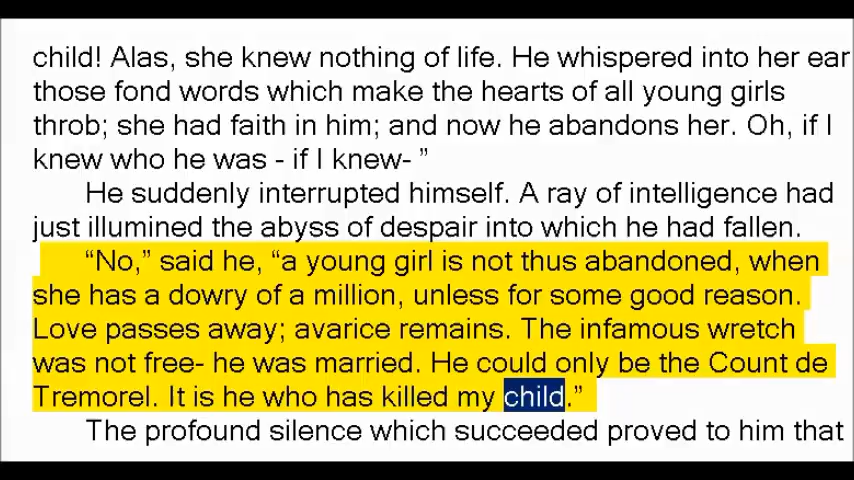 child! Alas, she knew nothing of life. He whispered into her ear
those fond words which make the hearts of all young girls
throb; she had faith in him; and now he abandons her. Oh, if I
knew who he was - if I knew- ”
He suddenly interrupted himself. A ray of intelligence had
just illumined the abyss of despair into which he had fallen.
“No,” said he, “a young girl is not thus abandoned, when
she has a dowry of a million, unless for some good reason.
Love passes away; avarice remains. The infamous wretch
was not free- he was married. He could only be the Count de
Tremorel. It is he who has killed my child.”
The profound silence which succeeded proved to him that